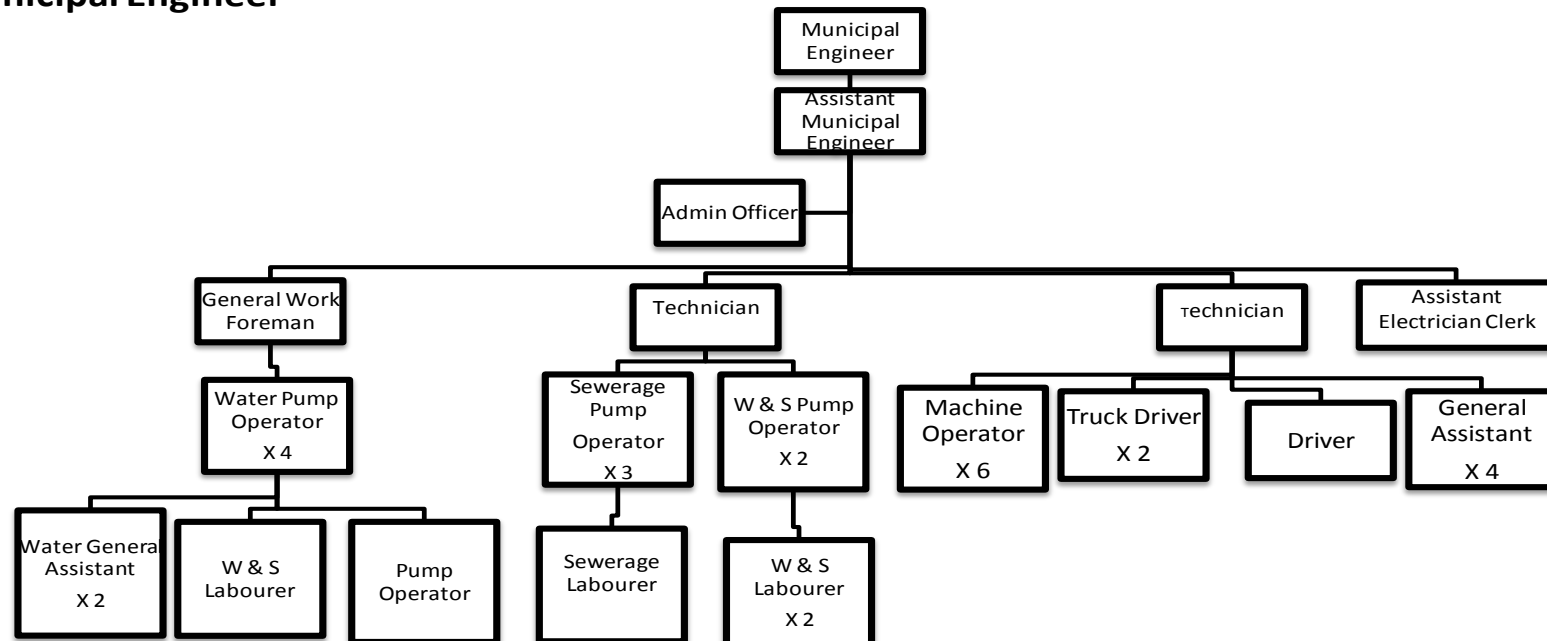 nicipal Engineer
Municipal
Engineer
Assistant
Municipal
Engineer
Admin Officer
General Work
Foreman
Technician
Technician
Assistant
Electrician Clerk
Water Pump
Operator
X 4
Sewerage
Pump
Operator
X 3
W & S Pump
Operator
X 2
Machine
Operator
X 6
Truck Driver
X 2
Driver
General
Assistant
X 4
Water General
Assistant
X 2
W & S
Labourer
Pump
Operator
Sewerage
Labourer
W & S
Labourer
X 2